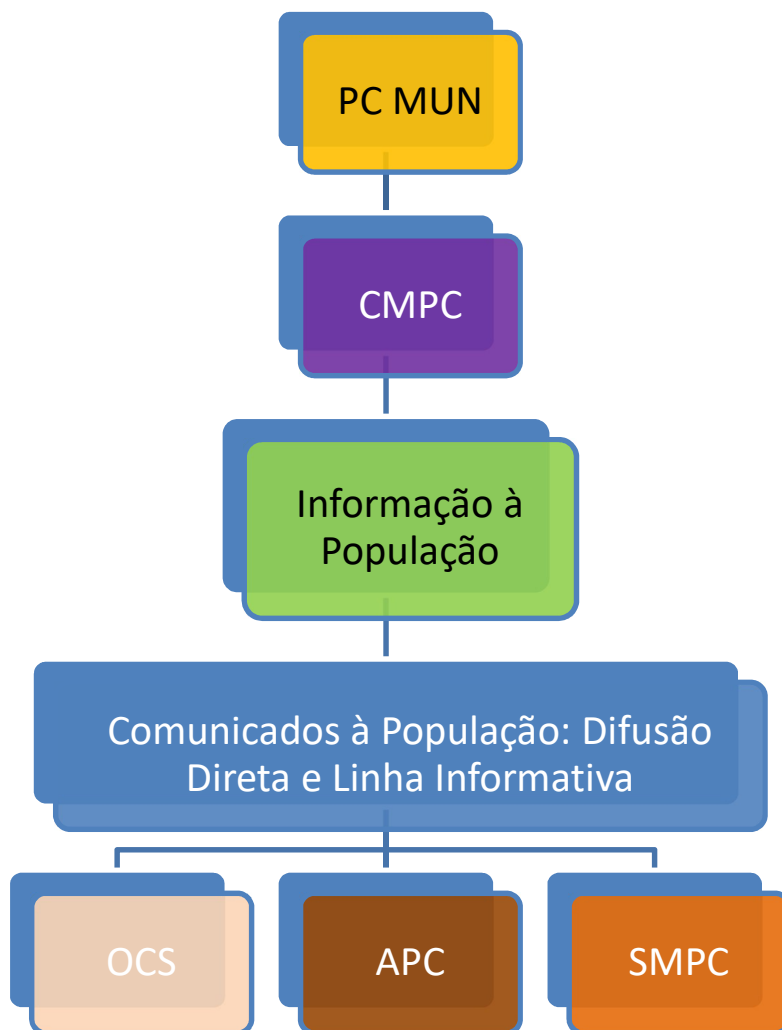 PC MUN
CMPC
Informação à
População
Comunicados à População: Difusão
Direta e Linha Informativa
OCS
APC
SMPC